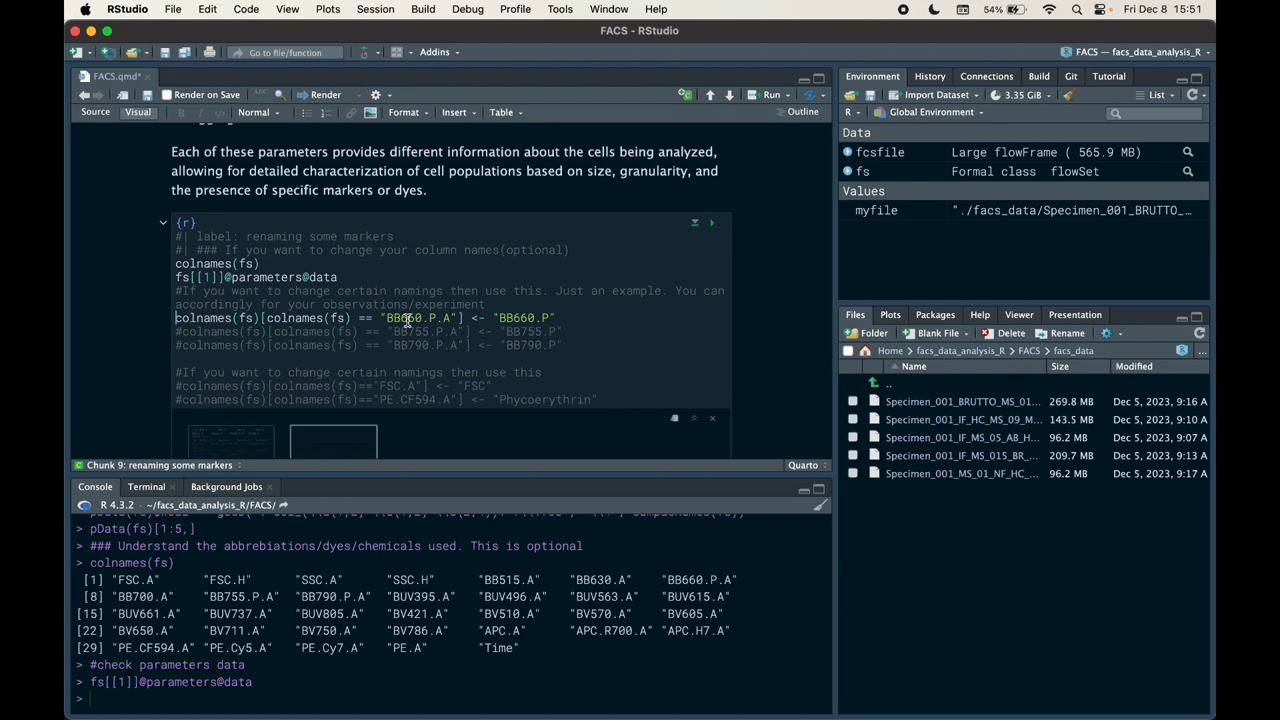 RStudio File Edit Code View Plots Session Build Debug Profile Tools Window Help 54% Fri Dec 8 15:51
FACS - RStudio
Go to file/function Addins FACS — facs_data_analysis_R
FACS.qmd*
Render on Save ABC Render Run
Source Visual B I Normal Format Insert Table Outline
Each of these parameters provides different information about the cells being analyzed,
allowing for detailed characterization of cell populations based on size, granularity, and
the presence of specific markers or dyes.
{r}
#| label: renaming some markers
#| ### If you want to change your column names(optional)
colnames(fs)
fs[[1]]@parameters@data
#If you want to change certain namings then use this. Just an example. You can
accordingly for your observations/experiment
colnames(fs)[colnames(fs) == "BB660.P.A"] <- "BB660.P"
#colnames(fs)[colnames(fs) == "BB755.P.A"] <- "BB755.P"
#colnames(fs)[colnames(fs) == "BB790.P.A"] <- "BB790.P"
#If you want to change certain namings then use this
#colnames(fs)[colnames(fs)=="FSC.A"] <- "FSC"
#colnames(fs)[colnames(fs)=="PE.CF594.A"] <- "Phycoerythrin"
Chunk 9: renaming some markers Quarto
Console Terminal Background Jobs
R 4.3.2 · ~/facs_data_analysis_R/FACS/
> pData(fs)[1:5,]
> ### Understand the abbrebiations/dyes/chemicals used. This is optional
> colnames(fs)
[1] "FSC.A" "FSC.H" "SSC.A" "SSC.H" "BB515.A" "BB630.A" "BB660.P.A"
[8] "BB700.A" "BB755.P.A" "BB790.P.A" "BUV395.A" "BUV496.A" "BUV563.A" "BUV615.A"
[15] "BUV661.A" "BUV737.A" "BUV805.A" "BV421.A" "BV510.A" "BV570.A" "BV605.A"
[22] "BV650.A" "BV711.A" "BV750.A" "BV786.A" "APC.A" "APC.R700.A" "APC.H7.A"
[29] "PE.CF594.A" "PE.Cy5.A" "PE.Cy7.A" "PE.A" "Time"
> #check parameters data
> fs[[1]]@parameters@data
>
Environment History Connections Build Git Tutorial
Import Dataset 3.35 GiB List
R Global Environment
Data
fcsfile Large flowFrame ( 565.9 MB)
fs Formal class flowSet
Values
myfile "./facs_data/Specimen_001_BRUTTO_…
Files Plots Packages Help Viewer Presentation
Folder Blank File Delete Rename
Home > facs_data_analysis_R > FACS > facs_data ...
Name Size Modified
..
Specimen_001_BRUTTO_MS_01... 269.8 MB Dec 5, 2023, 9:16 A
Specimen_001_IF_HC_MS_09_M... 143.5 MB Dec 5, 2023, 9:10 A
Specimen_001_IF_MS_05_AB_H... 96.2 MB Dec 5, 2023, 9:07 A
Specimen_001_IF_MS_015_BR_... 209.7 MB Dec 5, 2023, 9:13 A
Specimen_001_MS_01_NF_HC_... 96.2 MB Dec 5, 2023, 9:17 A